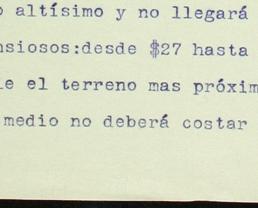 altísimo y no llegará
nsiosos:desde $27 hasta
e el terreno mas próxim
medio no deberá costar